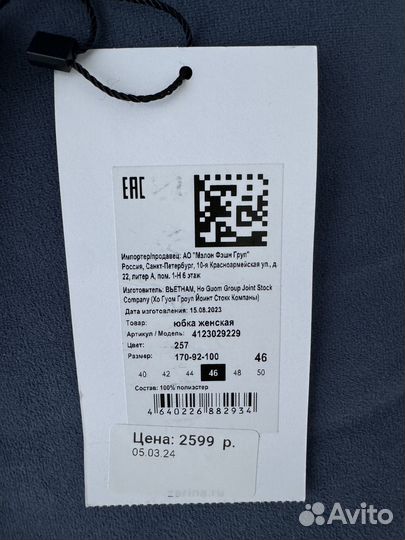 EAC
Импортер/продавец: АО "Мэлон Фэшн Груп"
Россия, Санкт-Петербург, 10-я Красноармейская ул., д.
22, литер А, пом. 1-Н 6 этаж
Изготовитель: ВЬЕТНАМ, Ho Guom Group Joint Stock
Company (Хо Гуом Гроуп Йоинт Стокк Компаны)
Дата изготовления: 15.08.2023
Товар: юбка женская
Артикул / Модель: 4123029229
Цвет: 257
Размер: 170-92-100 46
40 42 44 46 48 50
Состав: 100% полиэстер
4 640226 882934
Цена: 2599 р.
05.03.24
Avito